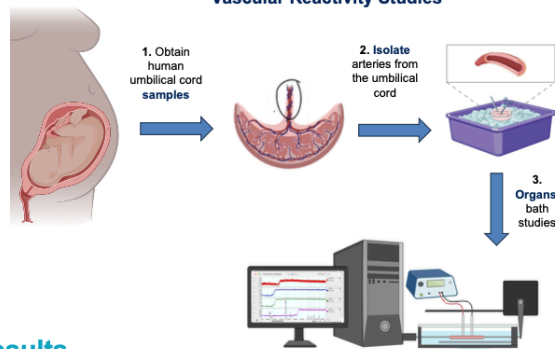 Vascular Reactivity Studies
1. Obtain
human
umbilical cord
samples
2. Isolate
arteries from
the umbilical
cord
3.
Organs
bath
studies